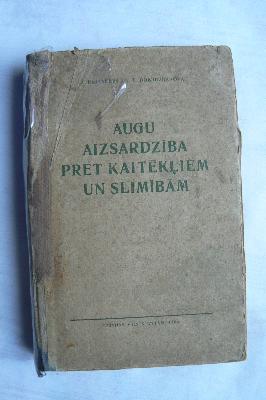 AUGU
AIZSARDZĪBA
PRET KAITĒKĻIEM
UN SLIMĪBĀM